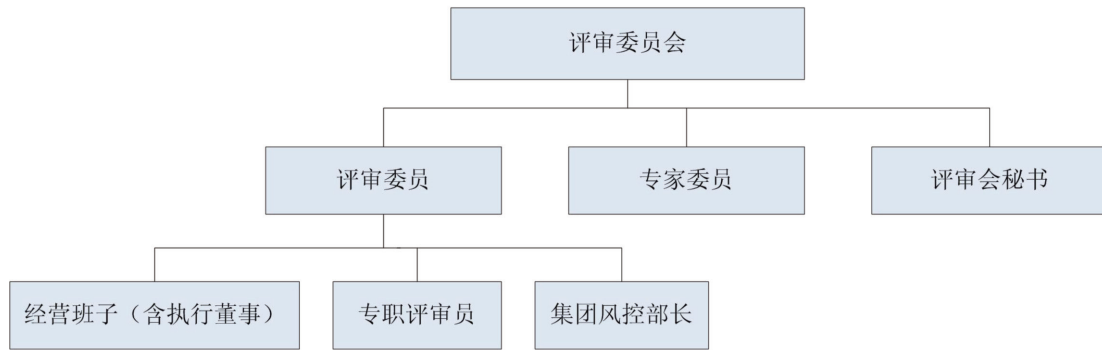 评审委员会
评审委员
专家委员
评审会秘书
经营班子（含执行董事）
专职评审员
集团风控部长